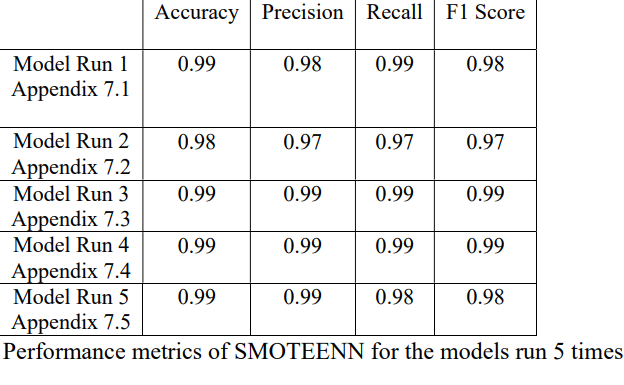 Accuracy Precision Recall F1 Score
Model Run 1 0.99 0.98 0.99 0.98
Appendix 7.1
Model Run 2 0.98 0.97 0.97 0.97
Appendix 7.2
Model Run 3 0.99 0.99 0.99 0.99
Appendix 7.3
Model Run 4 0.99 0.99 0.99 0.99
Appendix 7.4
Model Run 5 0.99 0.99 0.98 0.98
Appendix 7.5
Performance metrics of SMOTEENN for the models run 5 times